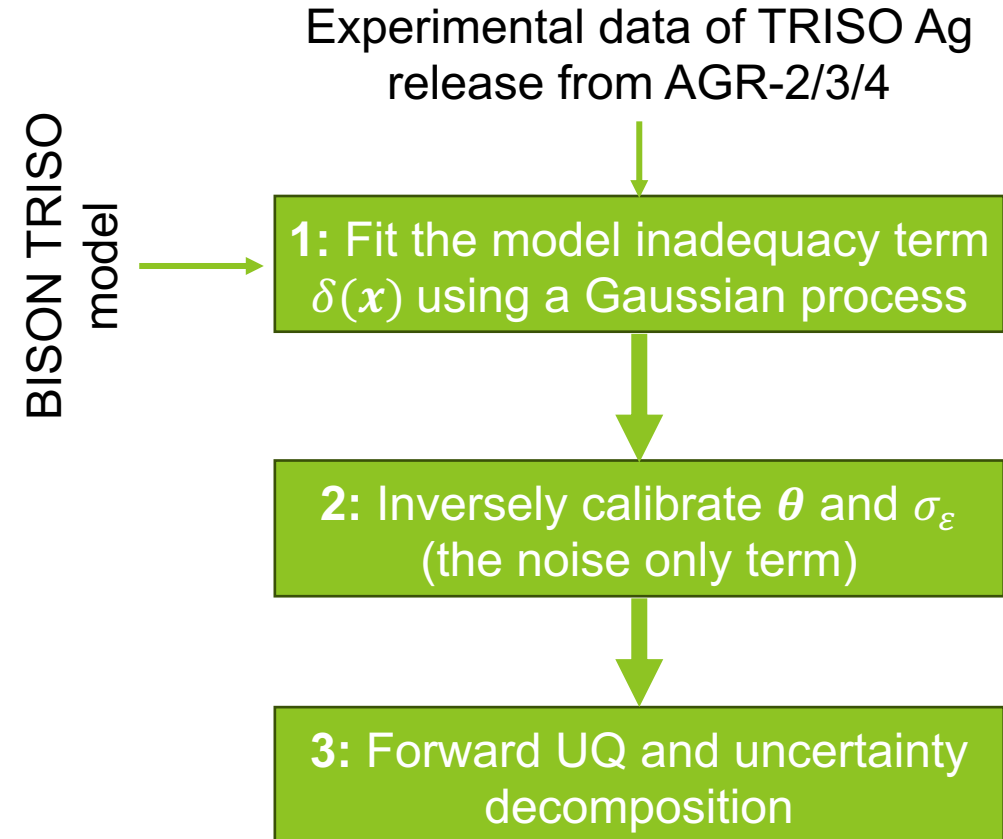 Experimental data of TRISO Ag
release from AGR-2/3/4
BISON TRISO
model
1: Fit the model inadequacy term
δ(𝒙) using a Gaussian process
2: Inversely calibrate 𝜽 and σ_ε
(the noise only term)
3: Forward UQ and uncertainty
decomposition